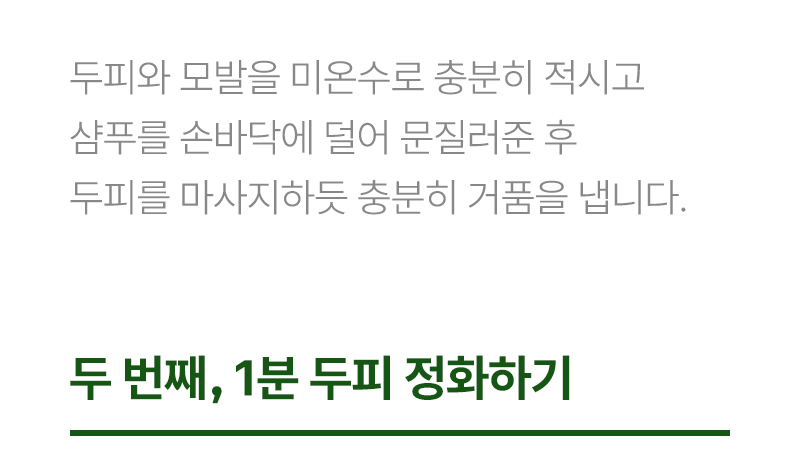 두피와 모발을 미온수로 충분히 적시고
샴푸를 손바닥에 덜어 문질러준 후
두피를 마사지하듯 충분히 거품을 냅니다.
두 번째, 1분 두피 정화하기